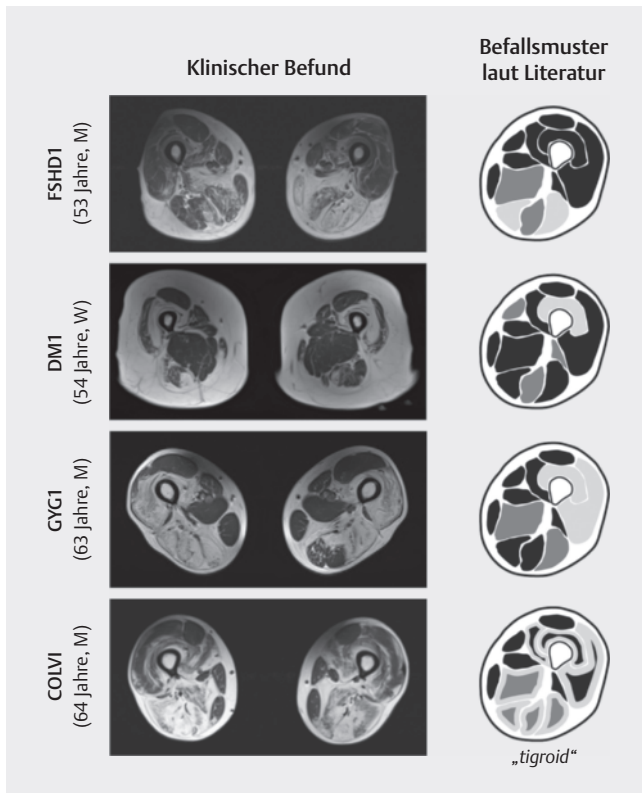 Klinischer Befund
Befallsmuster
laut Literatur
FSHD1
(53 Jahre, M)
DM1
(54 Jahre, W)
GYG1
(63 Jahre, M)
COLVI
(64 Jahre, M)
„tigroid“